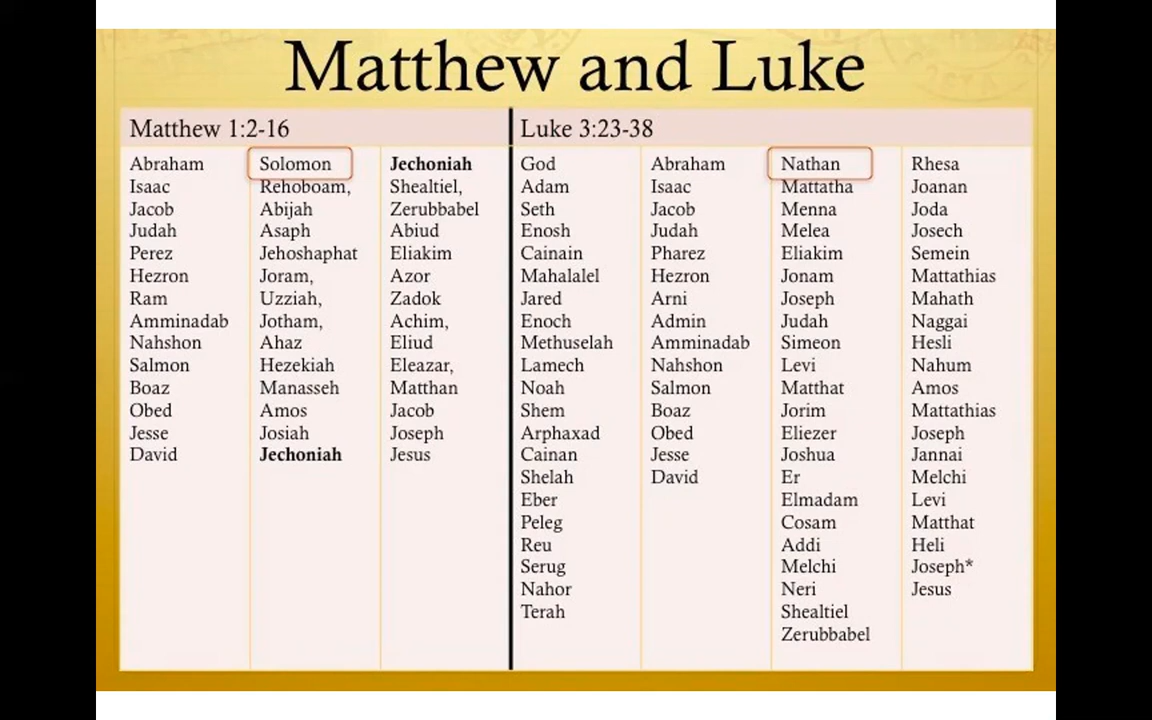 Matthew and Luke
Matthew 1:2-16
Abraham
Isaac
Jacob
Judah
Perez
Hezron
Ram
Amminadab
Nahshon
Salmon
Boaz
Obed
Jesse
David
Solomon
Rehoboam,
Abijah
Asaph
Jehoshaphat
Joram,
Uzziah,
Jotham,
Ahaz
Hezekiah
Manasseh
Amos
Josiah
Jechoniah
Jechoniah
Shealtiel,
Zerubbabel
Abiud
Eliakim
Azor
Zadok
Achim,
Eliud
Eleazar,
Matthan
Jacob
Joseph
Jesus
Luke 3:23-38
God
Adam
Seth
Enosh
Cainain
Mahalalel
Jared
Enoch
Methuselah
Lamech
Noah
Shem
Arphaxad
Cainan
Shelah
Eber
Peleg
Reu
Serug
Nahor
Terah
Abraham
Isaac
Jacob
Judah
Pharez
Hezron
Arni
Admin
Amminadab
Nahshon
Salmon
Boaz
Obed
Jesse
David
Nathan
Mattatha
Menna
Melea
Eliakim
Jonam
Joseph
Judah
Simeon
Levi
Matthat
Jorim
Eliezer
Joshua
Er
Elmadam
Cosam
Addi
Melchi
Neri
Shealtiel
Zerubbabel
Rhesa
Joanan
Joda
Josech
Semein
Mattathias
Mahath
Naggai
Hesli
Nahum
Amos
Mattathias
Joseph
Jannai
Melchi
Levi
Matthat
Heli
Joseph*
Jesus